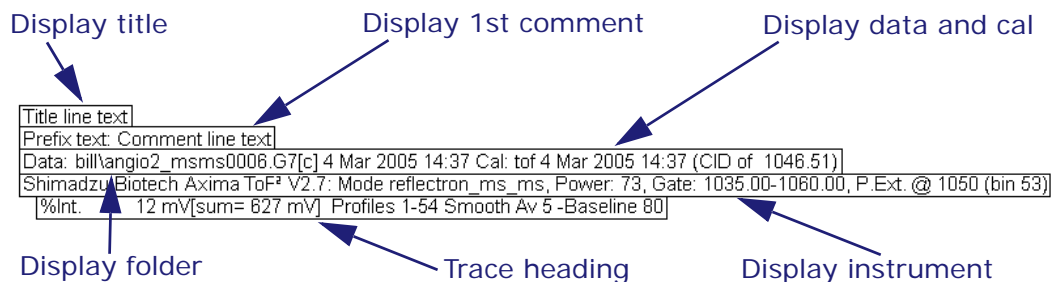 Display title Display 1st comment Display data and cal
Title line text
Prefix text: Comment line text
Data: bill\angio2_msms0006.G7[c] 4 Mar 2005 14:37 Cal: tof 4 Mar 2005 14:37 (CID of 1046.51)
Shimadzu Biotech Axima ToF² V2.7: Mode reflectron_ms_ms, Power: 73, Gate: 1035.00-1060.00, P.Ext. @ 1050 (bin 53)
%Int. 12 mV[sum= 627 mV] Profiles 1-54 Smooth Av 5 -Baseline 80
Display folder Trace heading Display instrument